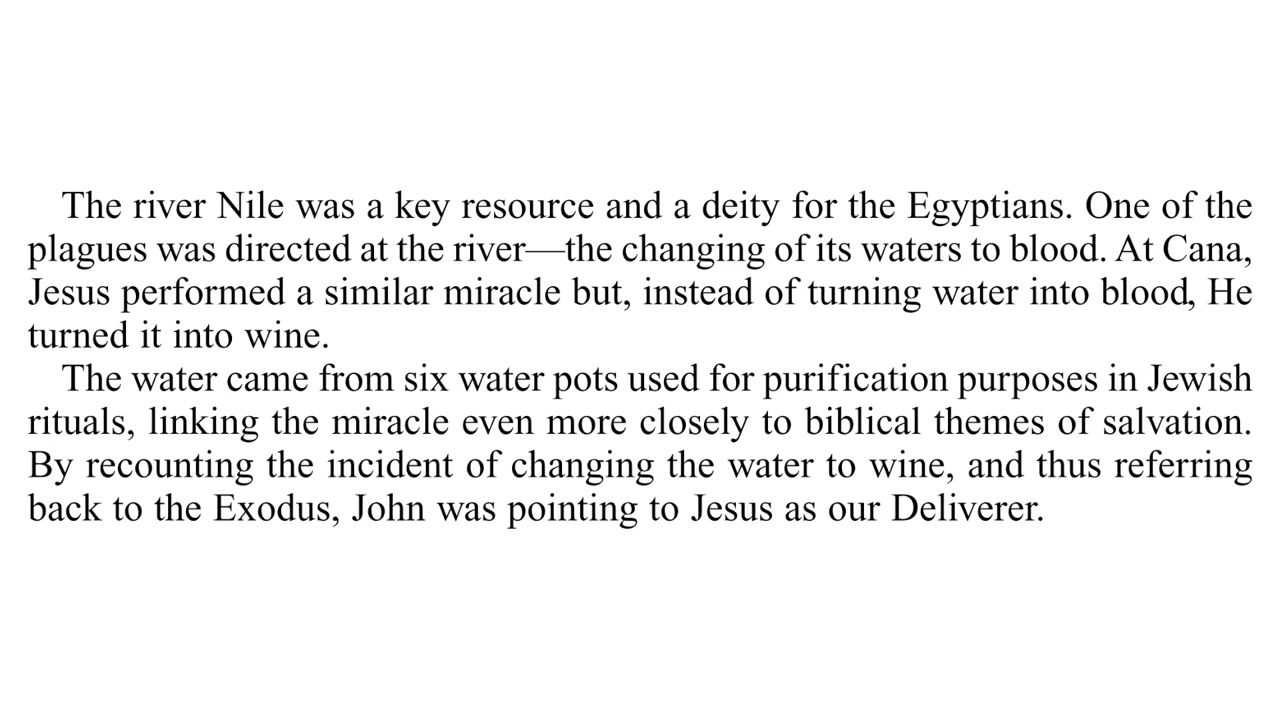 The river Nile was a key resource and a deity for the Egyptians. One of the
plagues was directed at the river—the changing of its waters to blood. At Cana,
Jesus performed a similar miracle but, instead of turning water into blood, He
turned it into wine.
The water came from six water pots used for purification purposes in Jewish
rituals, linking the miracle even more closely to biblical themes of salvation.
By recounting the incident of changing the water to wine, and thus referring
back to the Exodus, John was pointing to Jesus as our Deliverer.